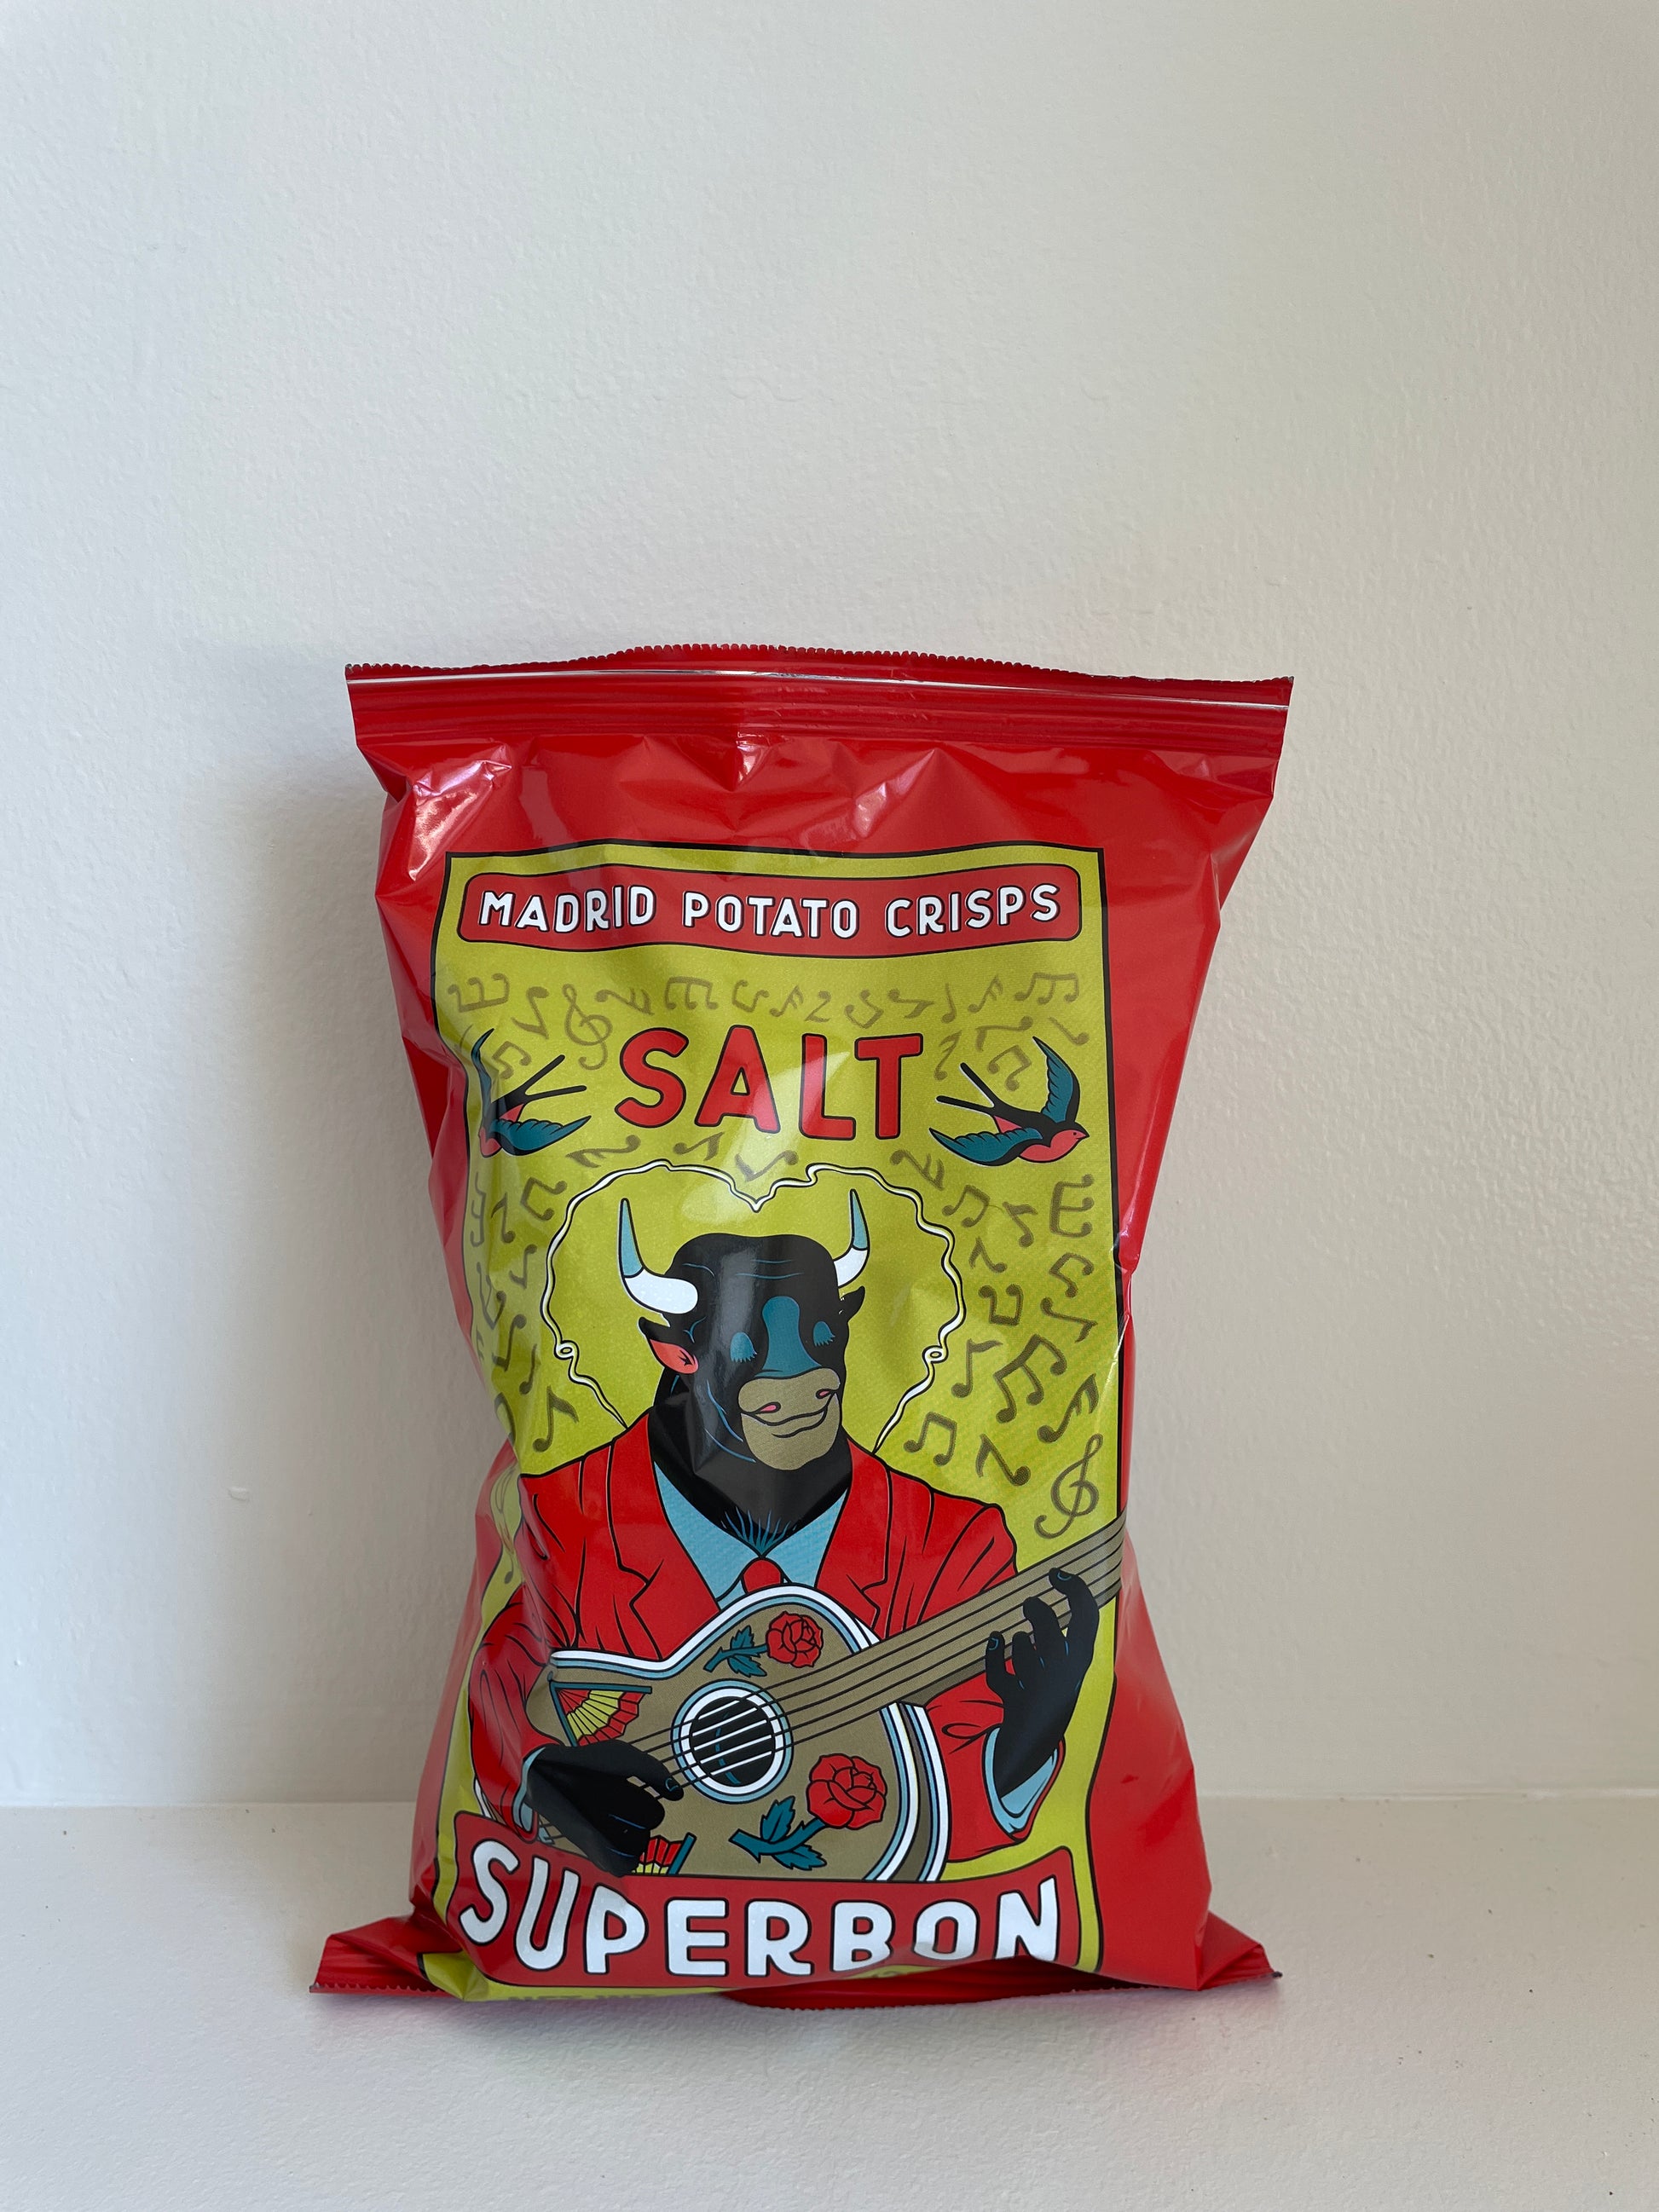 MADRID POTATO CRISPS
SALT
SUPERBON